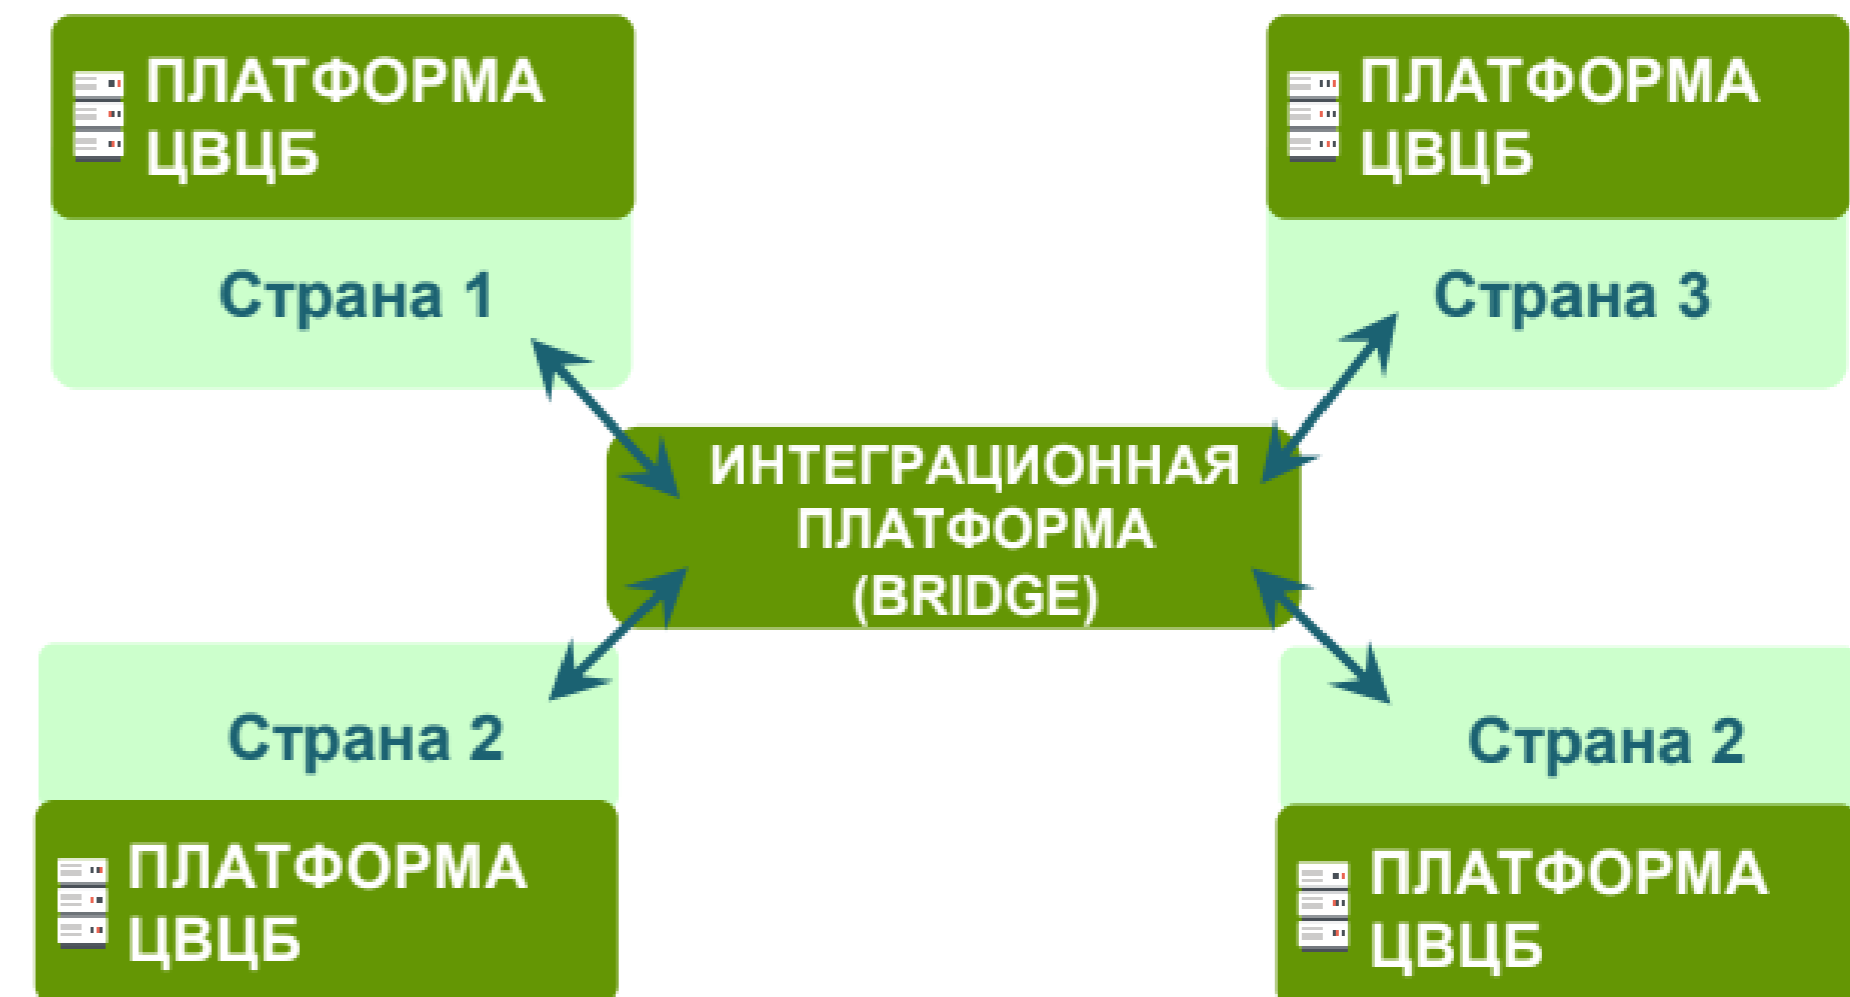 ПЛАТФОРМА
ЦВЦБ
Страна 1
ПЛАТФОРМА
ЦВЦБ
Страна 3
ИНТЕГРАЦИОННАЯ
ПЛАТФОРМА
(BRIDGE)
Страна 2
ПЛАТФОРМА
ЦВЦБ
Страна 2
ПЛАТФОРМА
ЦВЦБ